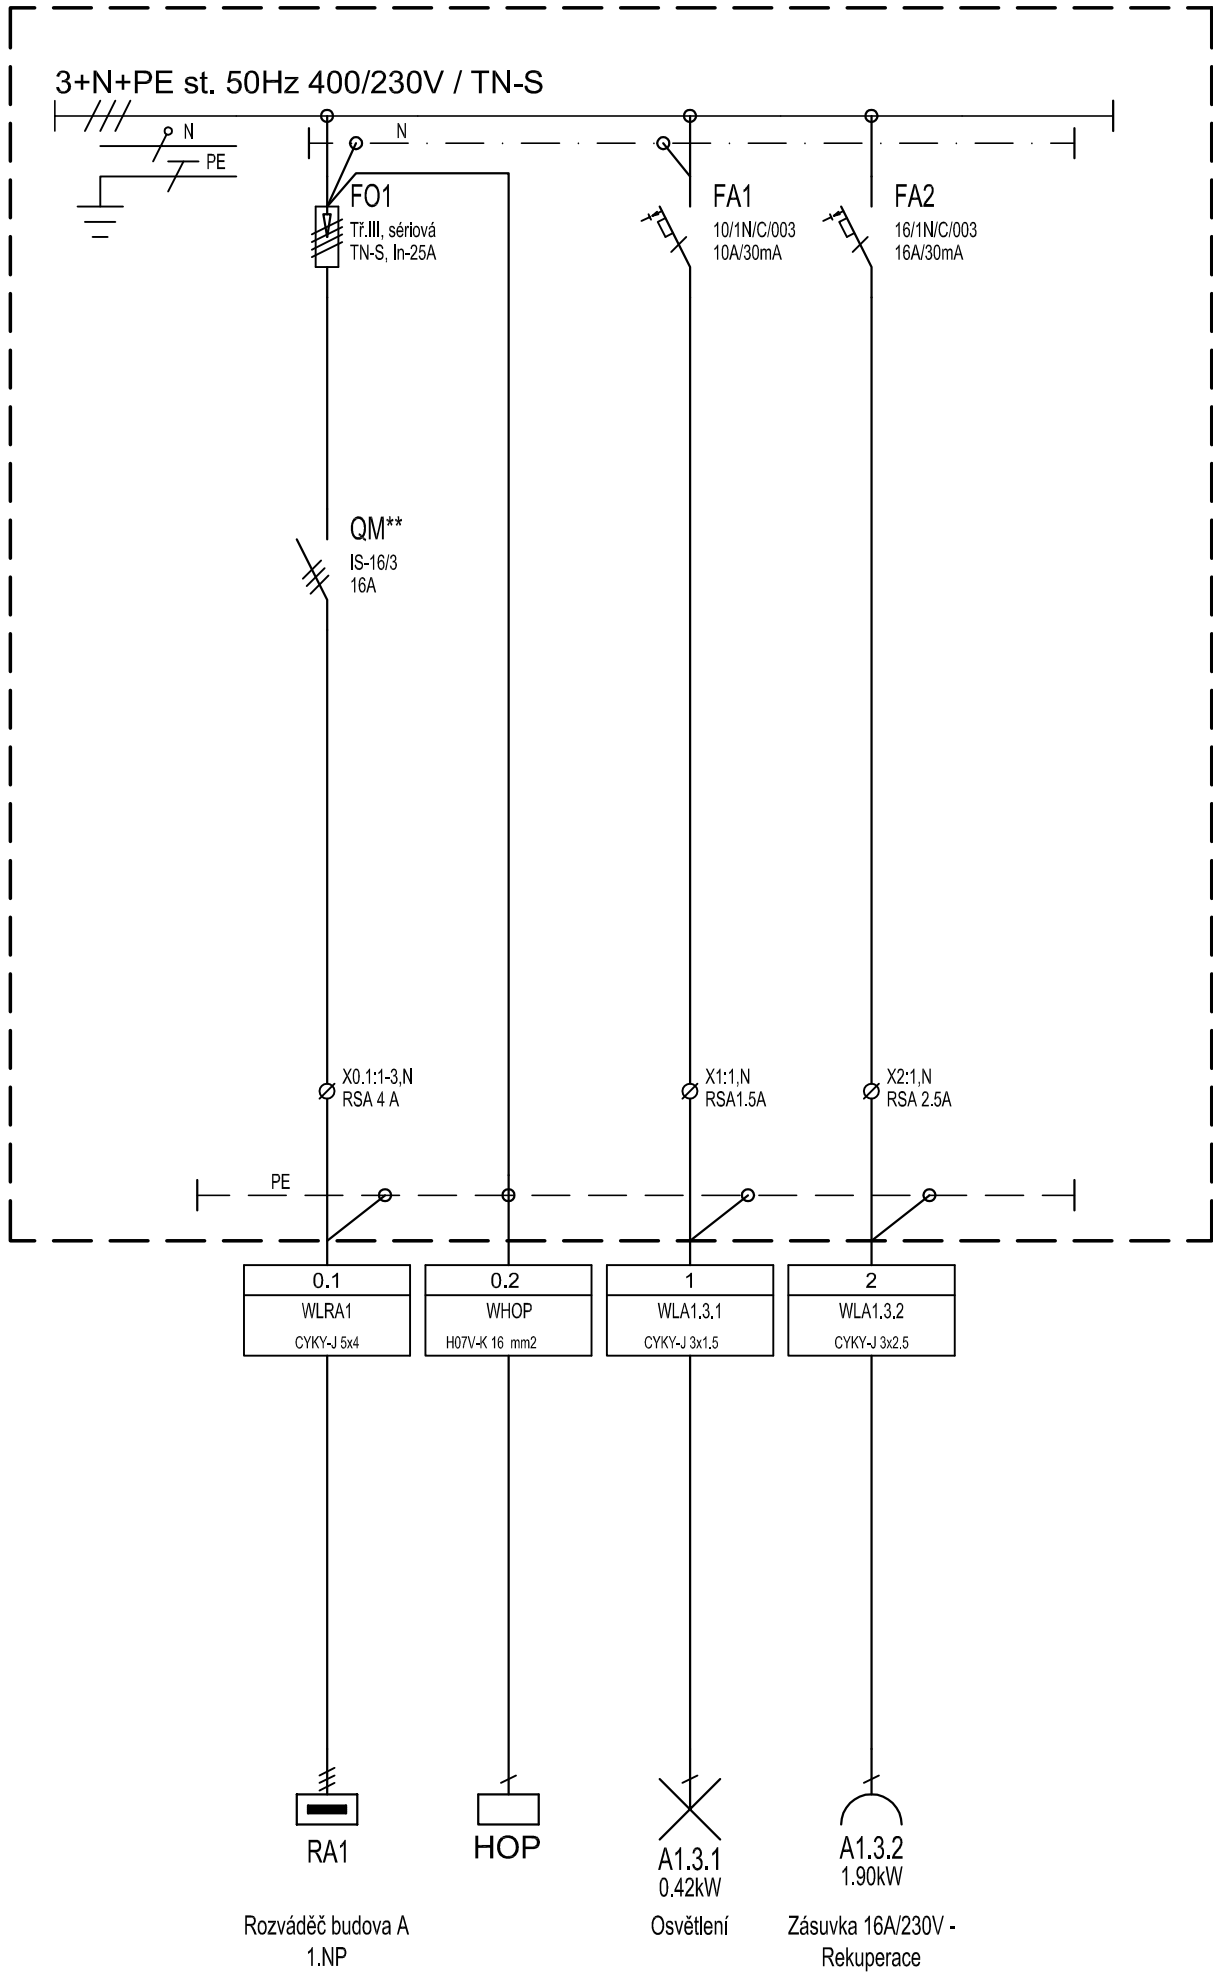 3+N+PE st. 50Hz 400/230V / TN-S
N
PE
N
FO1
Tř.III, sériová
TN-S, In-25A
FA1
10/1N/C/003
10A/30mA
FA2
16/1N/C/003
16A/30mA
QM**
IS-16/3
16A
X0.1:1-3,N
RSA 4 A
X1:1,N
RSA1.5A
X2:1,N
RSA 2.5A
PE
0.1
WLRA1
CYKY-J 5x4
0.2
WHOP
H07V-K 16 mm2
1
WLA1.3.1
CYKY-J 3x1.5
2
WLA1.3.2
CYKY-J 3x2.5
RA1
Rozváděč budova A
1.NP
HOP
A1.3.1
0.42kW
Osvětlení
A1.3.2
1.90kW
Zásuvka 16A/230V -
Rekuperace